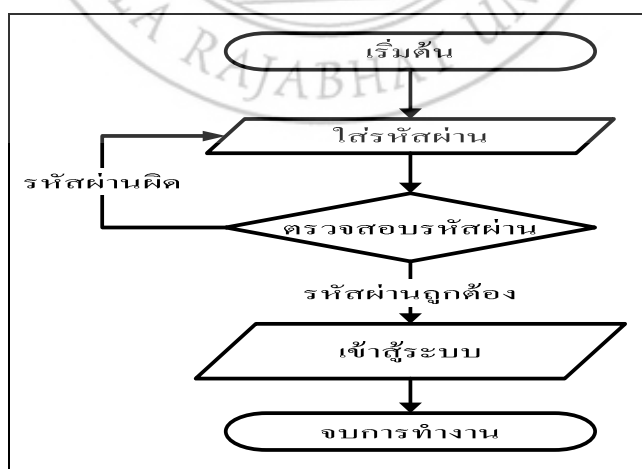 LA RAJABHAT UN
เริ่มต้น
ใส่รหัสผ่าน
รหัสผ่านผิด
ตรวจสอบรหัสผ่าน
รหัสผ่านถูกต้อง
เข้าสู้ระบบ
จบการทำงาน